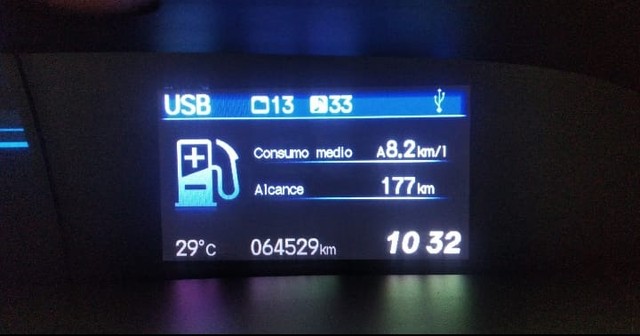 USB 13 33
Consumo medio A8.2km/l
Alcance 177km
29°C 064529km 10 32